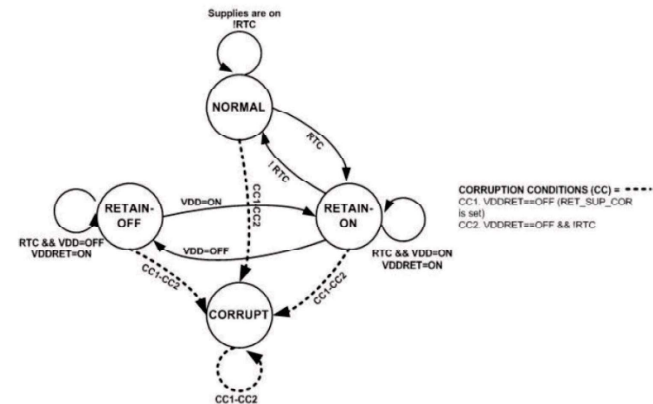 Supplies are on
!RTC
NORMAL
RTC
! RTC
CC1-CC2
RETAIN-
OFF
VDD=ON
RETAIN-
ON
VDD=OFF
RTC && VDD=OFF
VDDRET=ON
RTC && VDD=ON
VDDRET=ON
CC1-CC2
CC1-CC2
CORRUPT
CC1-CC2
CORRUPTION CONDITIONS (CC) =
CC1. VDDRET==OFF (RET_SUP_COR
is set)
CC2. VDDRET==OFF && !RTC